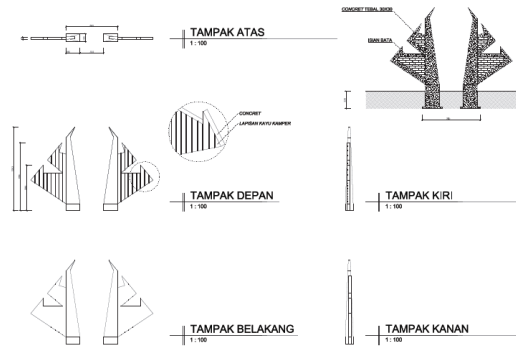 TAMPAK ATAS
1 : 100
CONCRET TEBAL 30X30
ISIAN BATA
CONCRET
LAPISAN KAYU KAMPER
TAMPAK DEPAN
1 : 100
TAMPAK KIRI
1 : 100
TAMPAK BELAKANG
1 : 100
TAMPAK KANAN
1 : 100